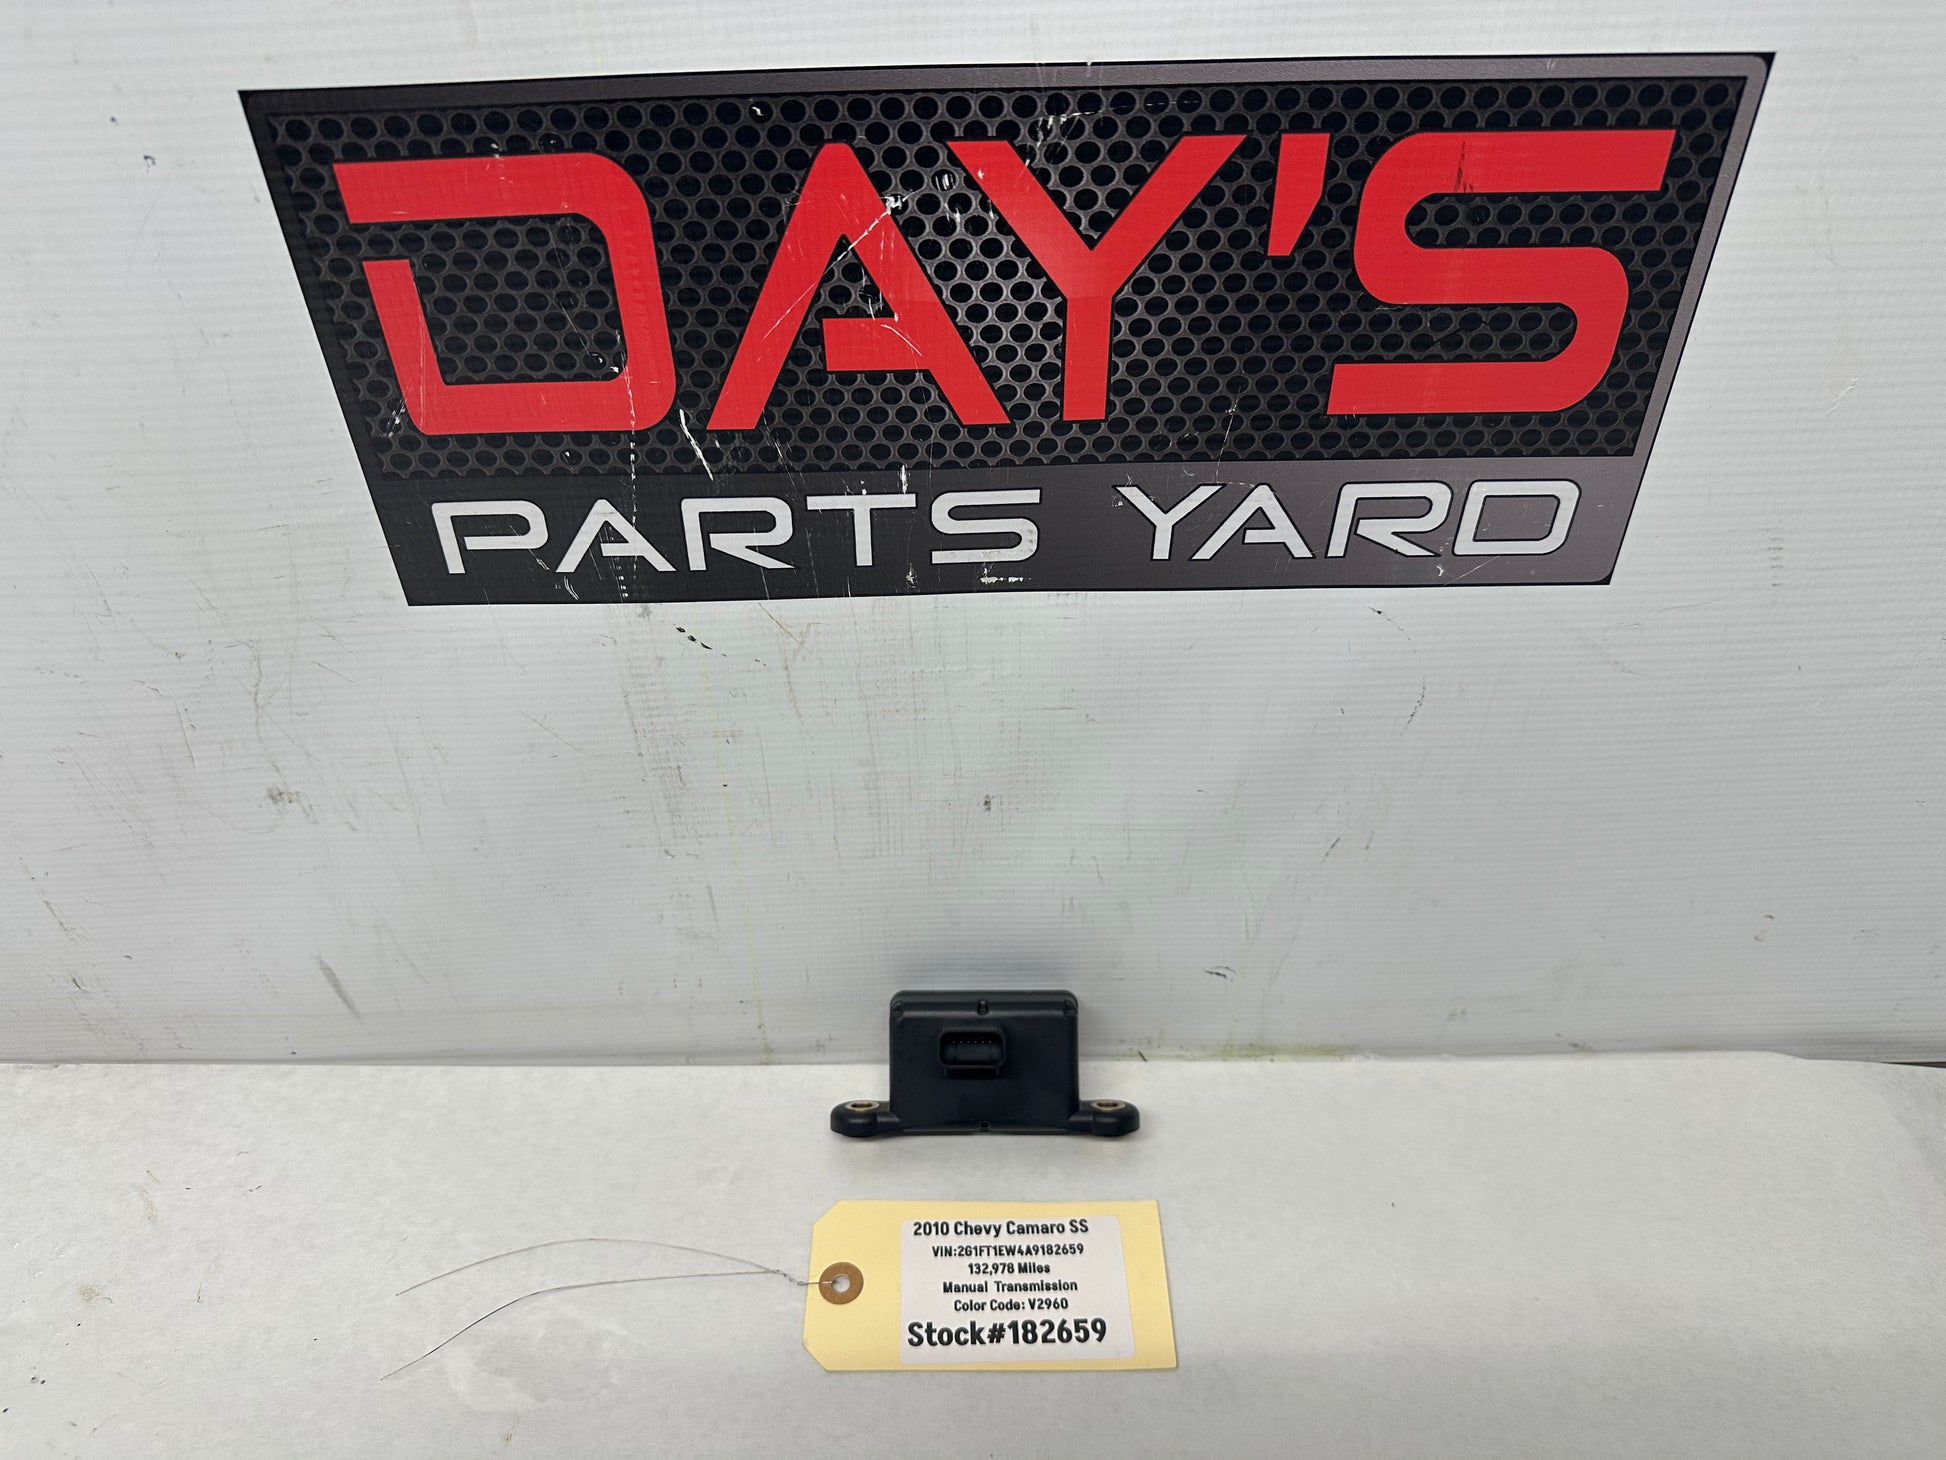 DAY'S
PARTS YARD
2010 Chevy Camaro SS
VIN:2G1FT1EW4A9182659
132,978 Miles
Manual Transmission
Color Code: V2960
Stock#182659